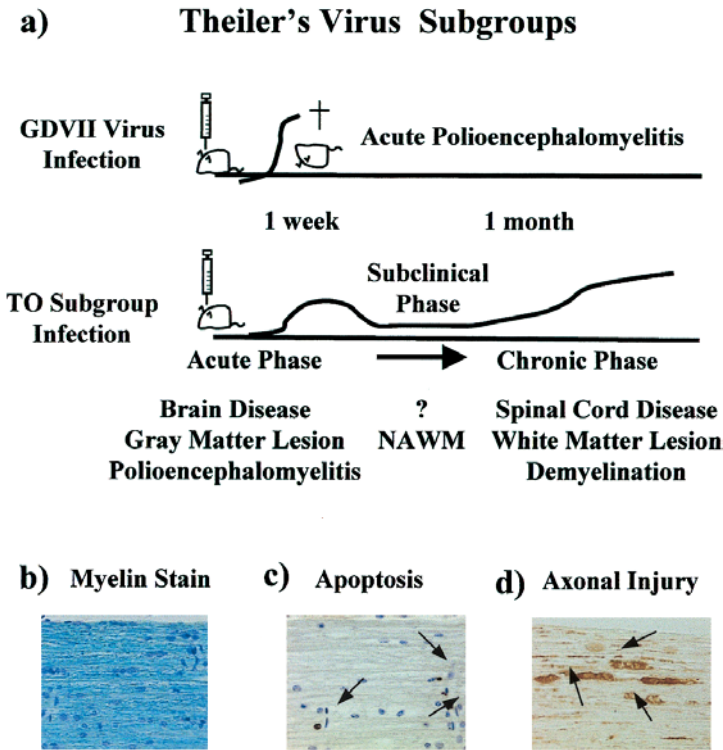 a) Theiler's Virus Subgroups
GDVII Virus
Infection
Acute Polioencephalomyelitis
1 week 1 month
TO Subgroup
Infection
Subclinical
Phase
Acute Phase Chronic Phase
Brain Disease ? Spinal Cord Disease
Gray Matter Lesion NAWM White Matter Lesion
Polioencephalomyelitis Demyelination
b) Myelin Stain c) Apoptosis d) Axonal Injury